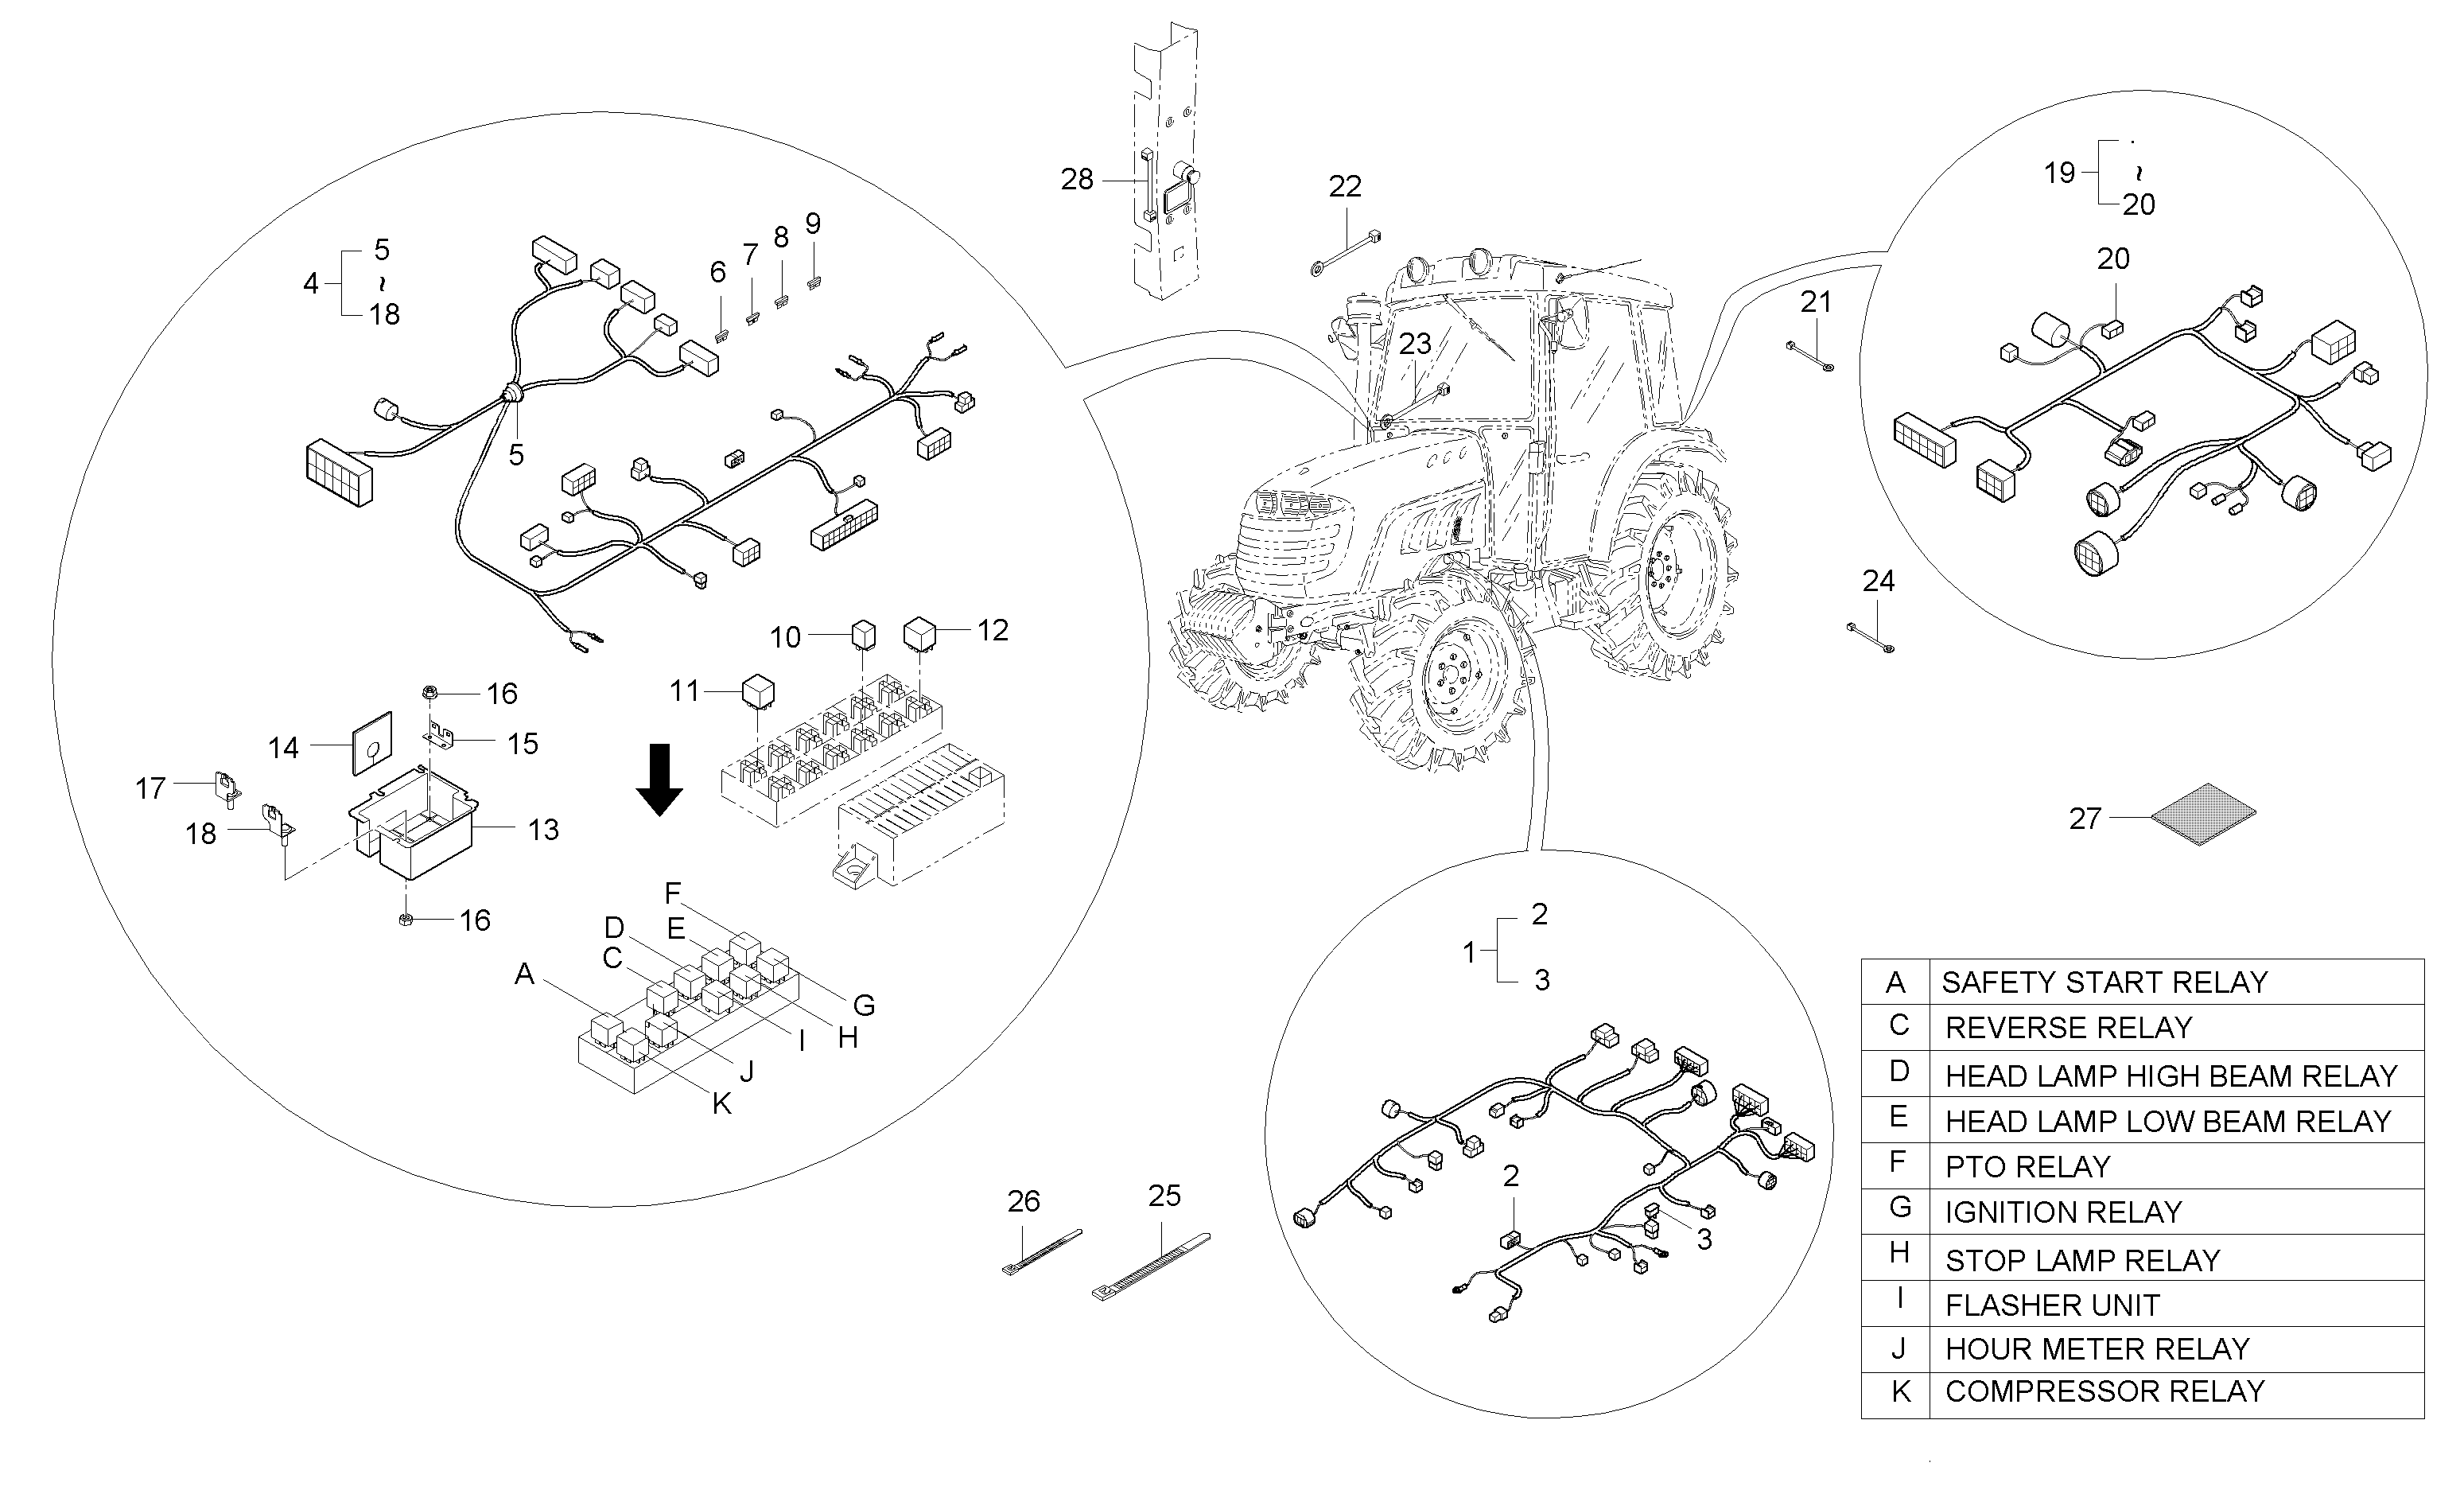 28
22
19
.
~
20
9
8
7
6
5
4
~
18
20
21
23
5
24
10
12
11
16
14
15
17
18
13
16
27
F
D
E
C
A
G
H
I
J
K
2
1
3
26
25
2
3
A SAFETY START RELAY
C REVERSE RELAY
D HEAD LAMP HIGH BEAM RELAY
E HEAD LAMP LOW BEAM RELAY
F PTO RELAY
G IGNITION RELAY
H STOP LAMP RELAY
I FLASHER UNIT
J HOUR METER RELAY
K COMPRESSOR RELAY